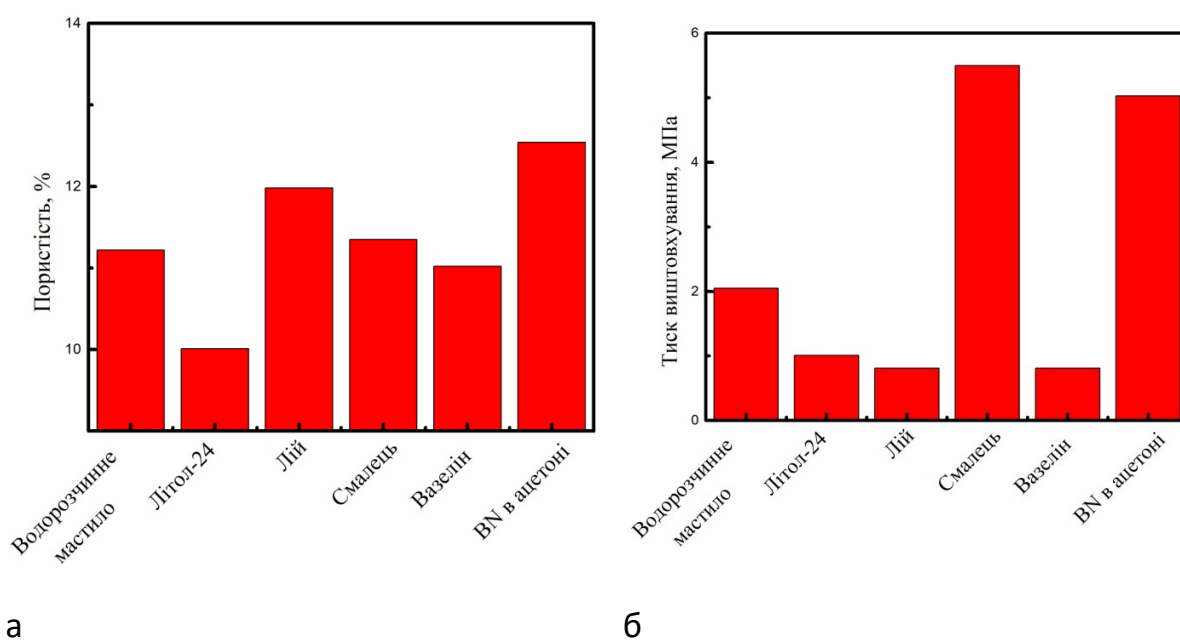 14
12
10
Пористість, %
Водорозчинне
мастило
Літол-24
Лій
Смалець
Вазелін
BN в ацетоні
а
6
4
2
0
Тиск виштовхування, МПа
Водорозчинне
мастило
Літол-24
Лій
Смалець
Вазелін
BN в ацетоні
б